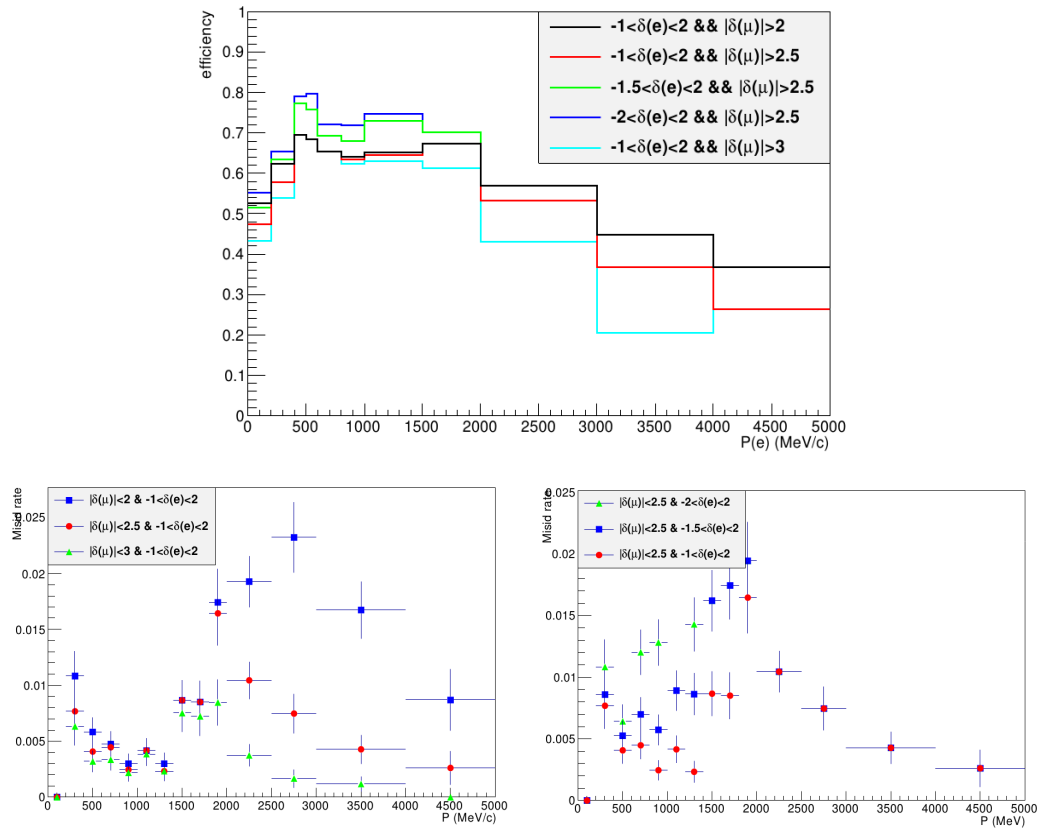 efficiency
1
0.9
0.8
0.7
0.6
0.5
0.4
0.3
0.2
0.1
0
-1<δ(e)<2 && |δ(μ)|>2
-1<δ(e)<2 && |δ(μ)|>2.5
-1.5<δ(e)<2 && |δ(μ)|>2.5
-2<δ(e)<2 && |δ(μ)|>2.5
-1<δ(e)<2 && |δ(μ)|>3
0 500 1000 1500 2000 2500 3000 3500 4000 4500 5000
P(e) (MeV/c)
Misid rate
0.025
0.02
0.015
0.01
0.005
0
|δ(μ)|<2 & -1<δ(e)<2
|δ(μ)|<2.5 & -1<δ(e)<2
|δ(μ)|<3 & -1<δ(e)<2
0 500 1000 1500 2000 2500 3000 3500 4000 4500 5000
P (MeV/c)
Misid rate
0.025
0.02
0.015
0.01
0.005
0
|δ(μ)|<2.5 & -2<δ(e)<2
|δ(μ)|<2.5 & -1.5<δ(e)<2
|δ(μ)|<2.5 & -1<δ(e)<2
0 500 1000 1500 2000 2500 3000 3500 4000 4500 5000
P (MeV)